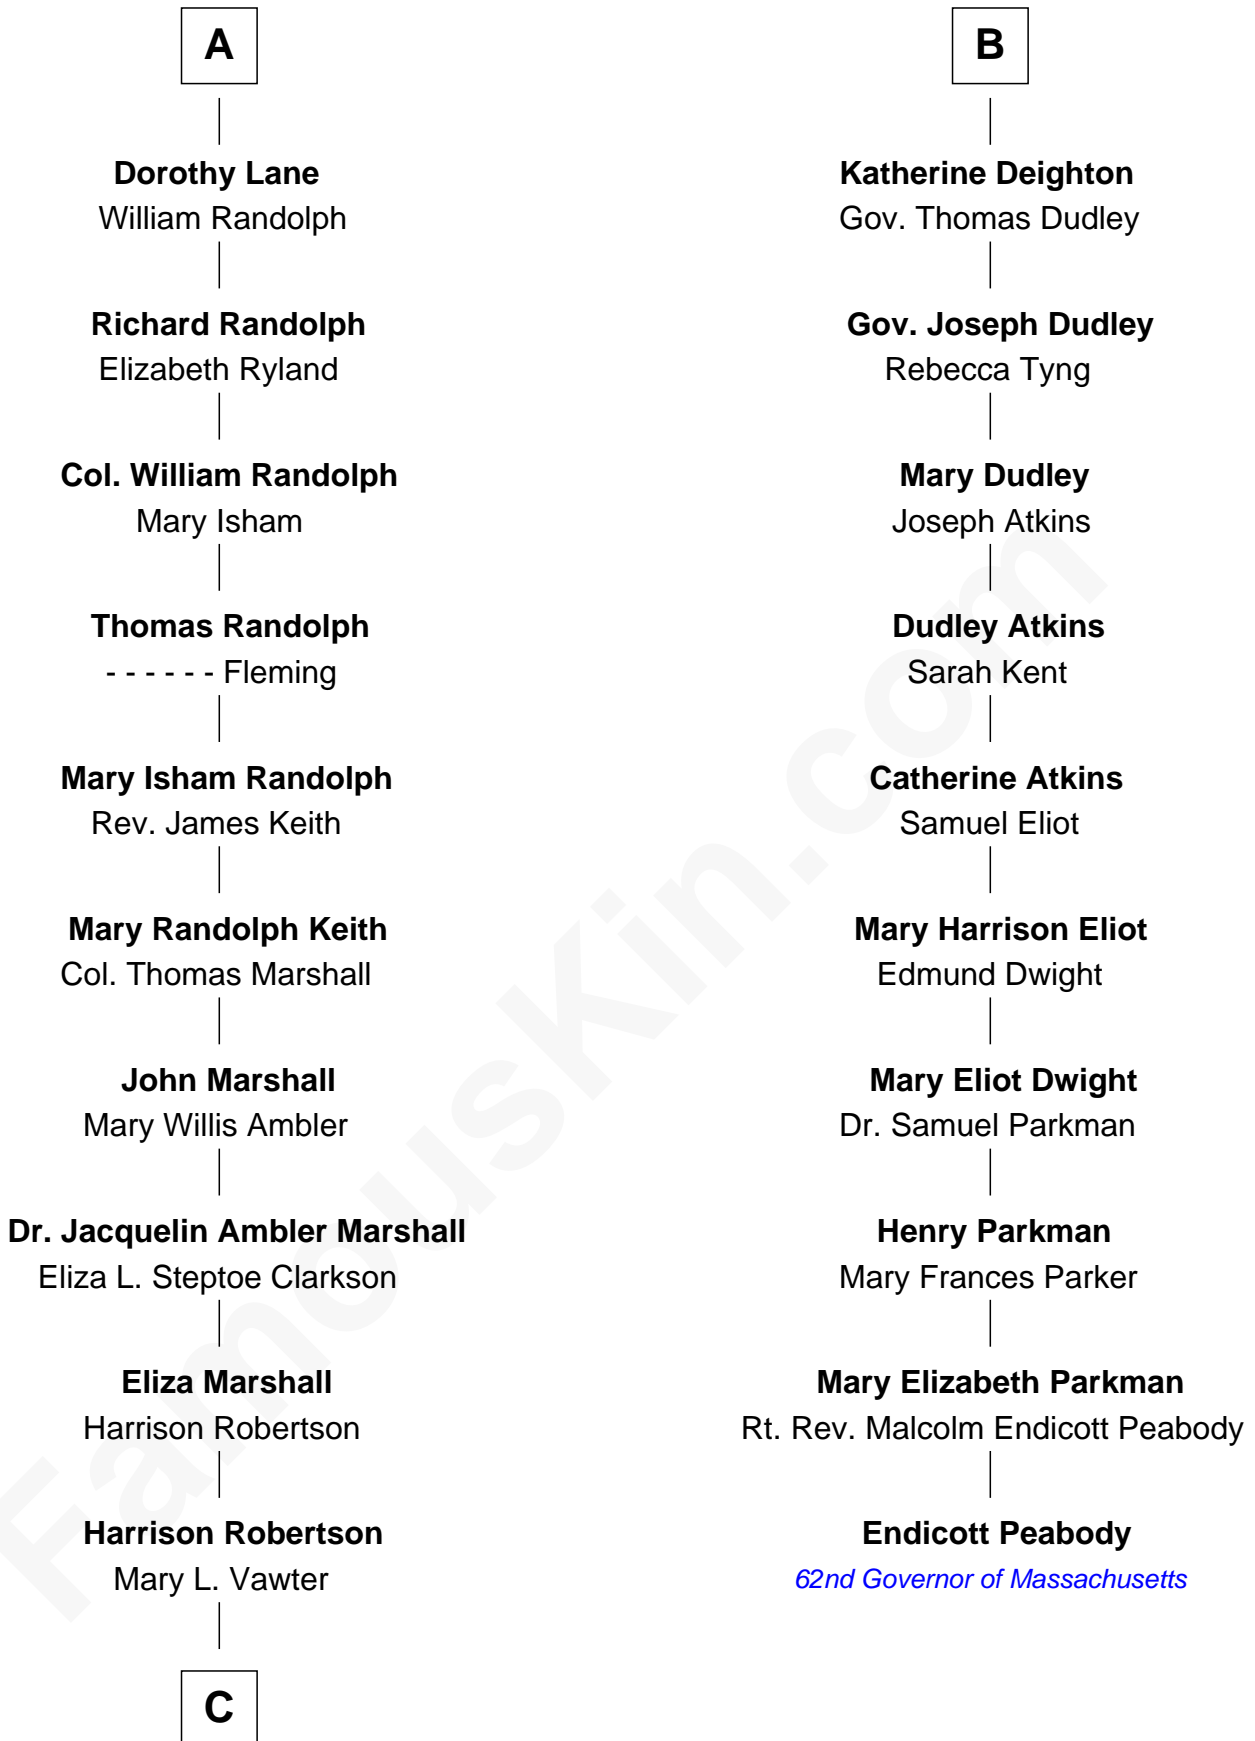 A
Dorothy Lane
William Randolph
Richard Randolph
Elizabeth Ryland
Col. William Randolph
Mary Isham
Thomas Randolph
- - - - - - Fleming
Mary Isham Randolph
Rev. James Keith
Mary Randolph Keith
Col. Thomas Marshall
John Marshall
Mary Willis Ambler
Dr. Jacquelin Ambler Marshall
Eliza L. Steptoe Clarkson
Eliza Marshall
Harrison Robertson
Harrison Robertson
Mary L. Vawter
C
B
Katherine Deighton
Gov. Thomas Dudley
Gov. Joseph Dudley
Rebecca Tyng
Mary Dudley
Joseph Atkins
Dudley Atkins
Sarah Kent
Catherine Atkins
Samuel Eliot
Mary Harrison Eliot
Edmund Dwight
Mary Eliot Dwight
Dr. Samuel Parkman
Henry Parkman
Mary Frances Parker
Mary Elizabeth Parkman
Rt. Rev. Malcolm Endicott Peabody
Endicott Peabody
62nd Governor of Massachusetts
FamousKin.com